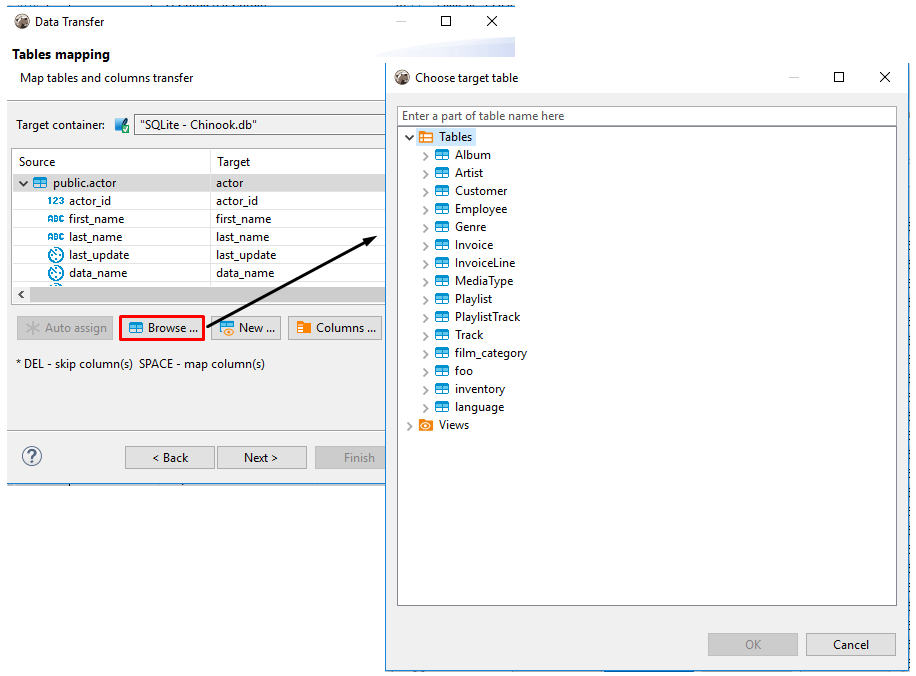 Data Transfer
Tables mapping
Map tables and columns transfer
Target container: "SQLite - Chinook.db"
Source Target
public.actor actor
123 actor_id actor_id
ABC first_name first_name
ABC last_name last_name
last_update last_update
data_name data_name
Auto assign Browse ... New ... Columns ...
* DEL - skip column(s) SPACE - map column(s)
? < Back Next > Finish
Choose target table
Enter a part of table name here
Tables
Album
Artist
Customer
Employee
Genre
Invoice
InvoiceLine
MediaType
Playlist
PlaylistTrack
Track
film_category
foo
inventory
language
Views
OK Cancel